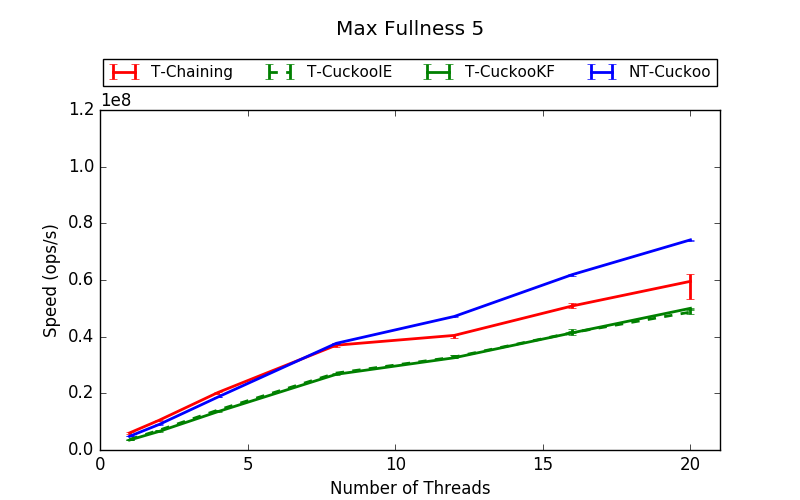 Max Fullness 5
T-Chaining T-CuckooIE T-CuckooKF NT-Cuckoo
1e8
1.2
1.0
0.8
0.6
0.4
0.2
0.0
Speed (ops/s)
0 5 10 15 20
Number of Threads